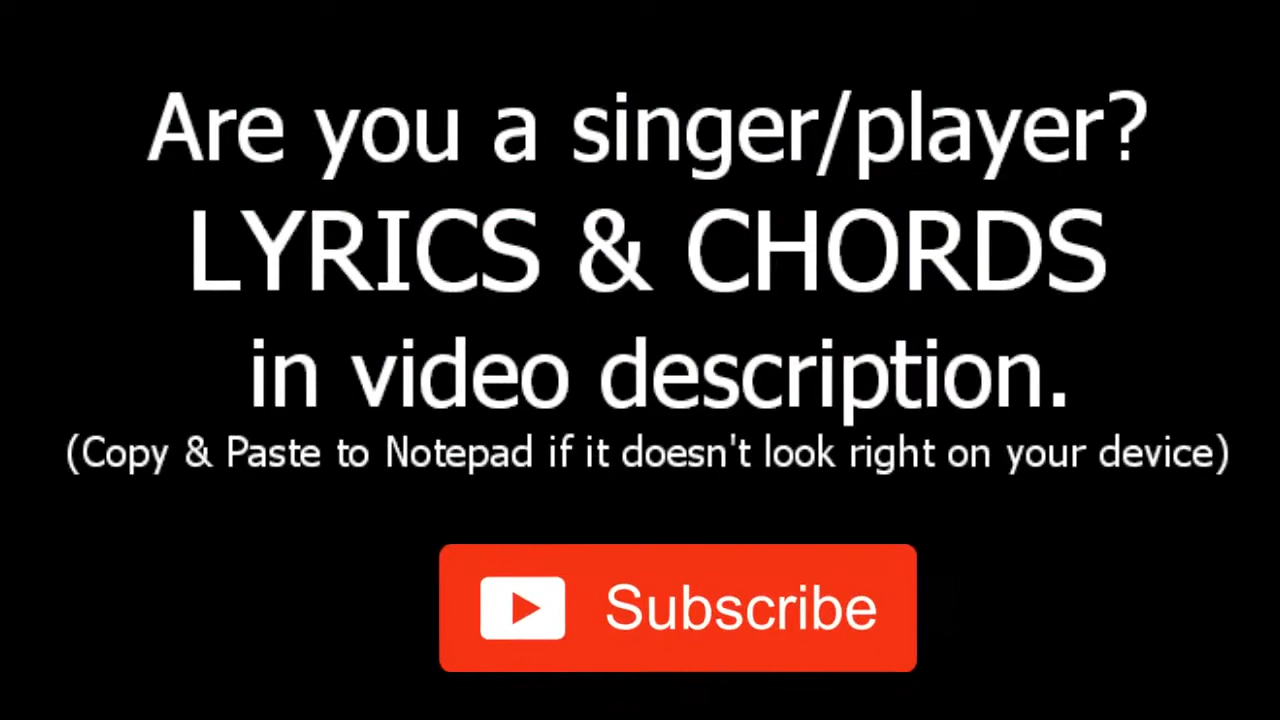 Are you a singer/player?
LYRICS & CHORDS
in video description.
(Copy & Paste to Notepad if it doesn't look right on your device)
Subscribe